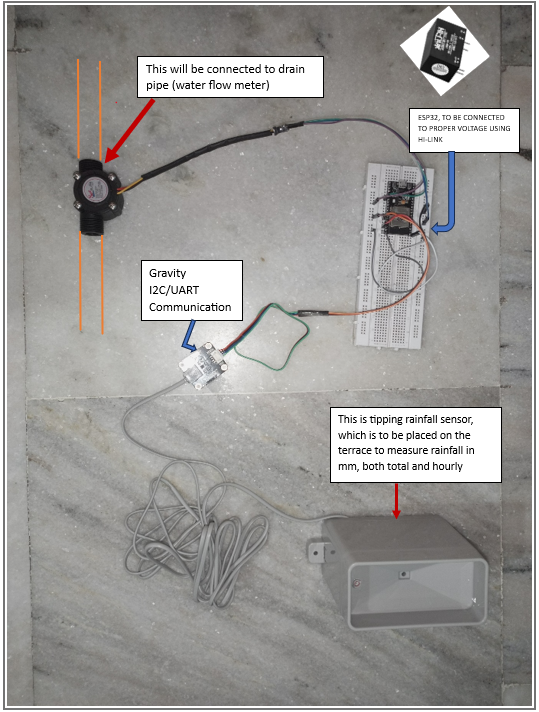 This will be connected to drain
pipe (water flow meter)
ESP32, TO BE CONNECTED
TO PROPER VOLTAGE USING
HI-LINK
Gravity
I2C/UART
Communication
This is tipping rainfall sensor,
which is to be placed on the
terrace to measure rainfall in
mm, both total and hourly